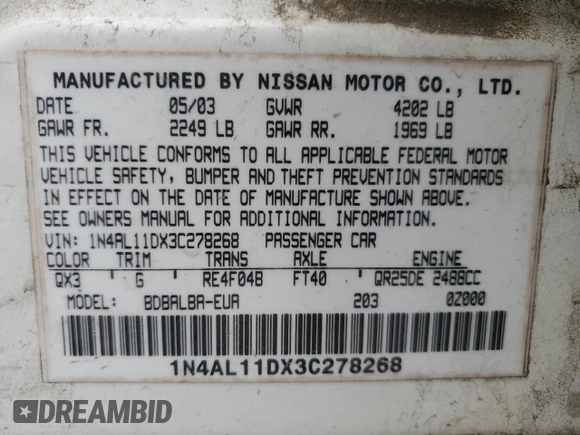 MANUFACTURED BY NISSAN MOTOR CO., LTD.
DATE 05/03 GVWR 4202 LB
GAWR FR. 2249 LB GAWR RR. 1969 LB
THIS VEHICLE CONFORMS TO ALL APPLICABLE FEDERAL MOTOR
VEHICLE SAFETY, BUMPER AND THEFT PREVENTION STANDARDS
IN EFFECT ON THE DATE OF MANUFACTURE SHOWN ABOVE.
SEE OWNERS MANUAL FOR ADDITIONAL INFORMATION.
VIN: 1N4AL11DX3C278268 PASSENGER CAR
COLOR TRIM TRANS AXLE ENGINE
QX3 G RE4F04B FT40 QR25DE 2488CC
MODEL: BDBALBA-EUA 203 0Z000
1N4AL11DX3C278268
DREAMBID